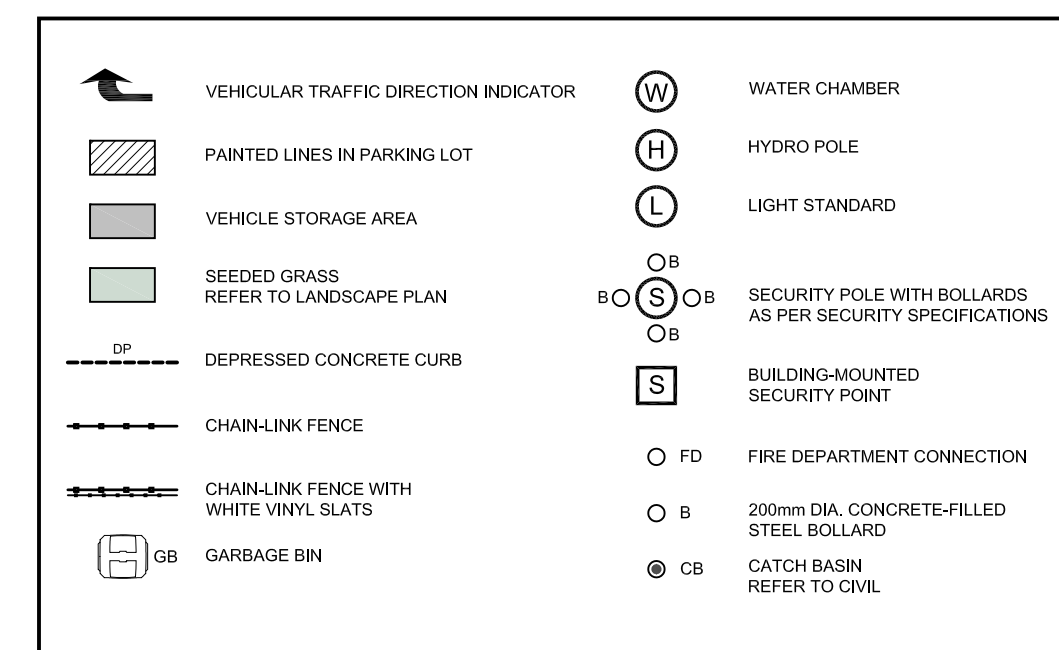 VEHICULAR TRAFFIC DIRECTION INDICATOR
PAINTED LINES IN PARKING LOT
VEHICLE STORAGE AREA
SEEDED GRASS
REFER TO LANDSCAPE PLAN
DP
DEPRESSED CONCRETE CURB
CHAIN-LINK FENCE
CHAIN-LINK FENCE WITH
WHITE VINYL SLATS
GB GARBAGE BIN
W WATER CHAMBER
H HYDRO POLE
L LIGHT STANDARD
B
B S B
B
SECURITY POLE WITH BOLLARDS
AS PER SECURITY SPECIFICATIONS
S
BUILDING-MOUNTED
SECURITY POINT
FD FIRE DEPARTMENT CONNECTION
B 200mm DIA. CONCRETE-FILLED
STEEL BOLLARD
CB CATCH BASIN
REFER TO CIVIL